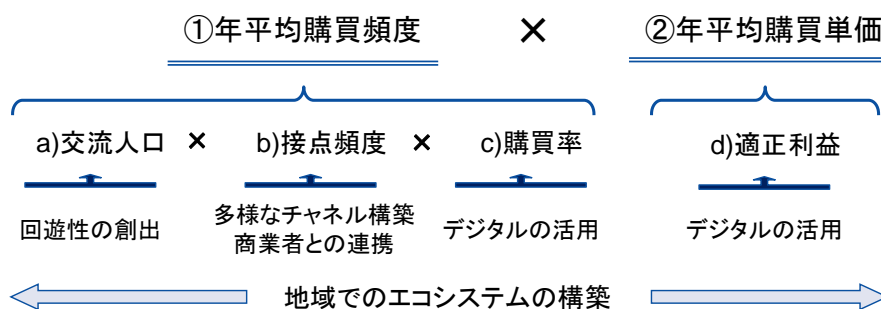 ①年平均購買頻度 × ②年平均購買単価
a)交流人口 × b)接点頻度 × c)購買率 d)適正利益
回遊性の創出 多様なチャネル構築 デジタルの活用 デジタルの活用
商業者との連携
地域でのエコシステムの構築